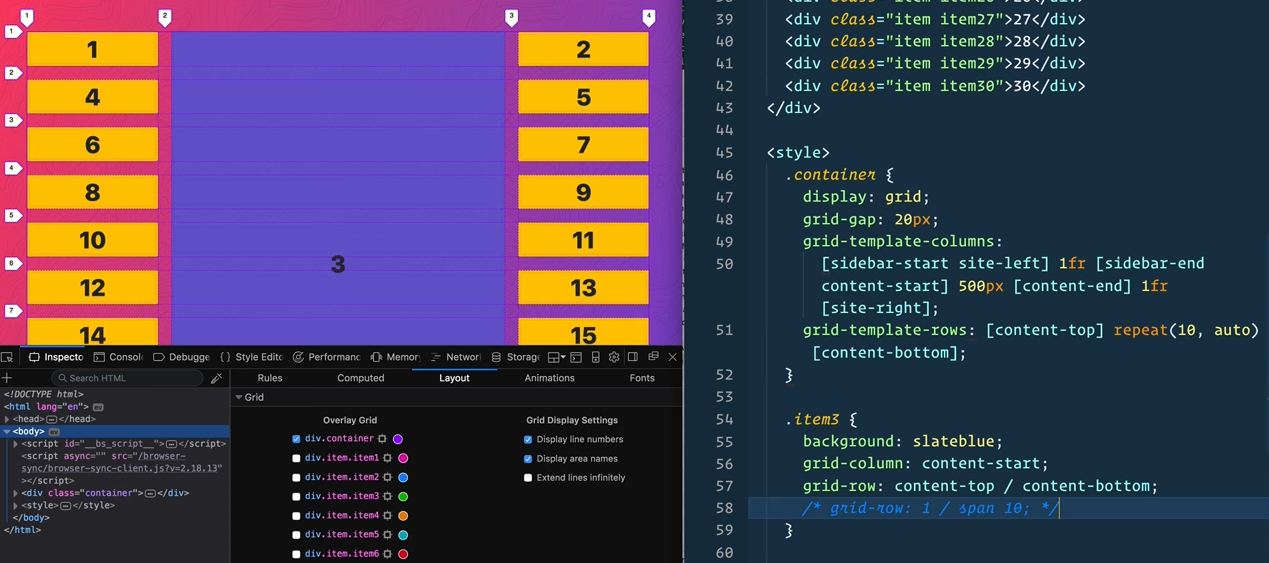 1 2 3 4
1
1 2
2
4 5
3
6 7
4
8 9
5
10 11
3
6
12 13
7
14 15
Inspecto Consol Debugge { } Style Edito Performanc Memor Networ Storag
+ Search HTML
<!DOCTYPE html>
<html lang="en"> ev
<head> </head>
<body> ev
<script id="__bs_script__"> </script>
<script async="" src="/browser-
sync/browser-sync-client.js?v=2.18.13"
></script>
<div class="container"> </div>
<style> </style>
</body>
</html>
Rules Computed Layout Animations Fonts
Grid
Overlay Grid
div.container
div.item.item1
div.item.item2
div.item.item3
div.item.item4
div.item.item5
div.item.item6
Grid Display Settings
Display line numbers
Display area names
Extend lines infinitely
39 <div class="item item27">27</div>
40 <div class="item item28">28</div>
41 <div class="item item29">29</div>
42 <div class="item item30">30</div>
43 </div>
44
45 <style>
46 .container {
47 display: grid;
48 grid-gap: 20px;
49 grid-template-columns:
50 [sidebar-start site-left] 1fr [sidebar-end
content-start] 500px [content-end] 1fr
[site-right];
51 grid-template-rows: [content-top] repeat(10, auto)
[content-bottom];
52 }
53
54 .item3 {
55 background: slateblue;
56 grid-column: content-start;
57 grid-row: content-top / content-bottom;
58 /* grid-row: 1 / span 10; */
59 }
60